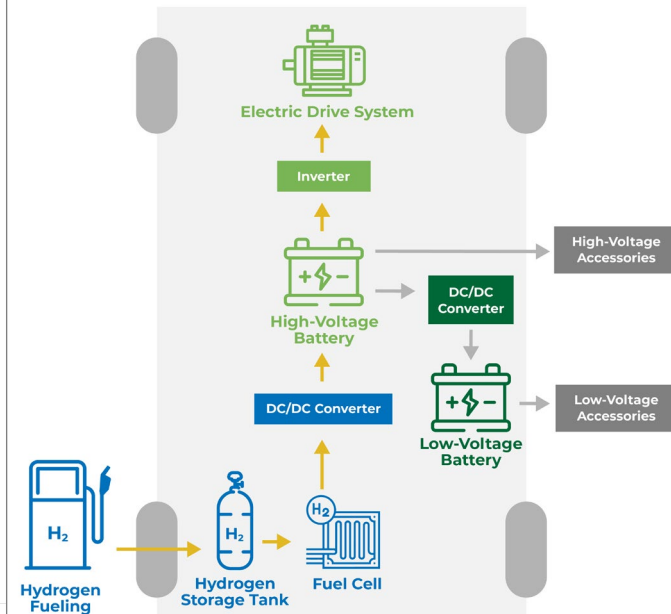 Electric Drive System
Inverter
High-Voltage
Accessories
+ -
High-Voltage
Battery
DC/DC
Converter
DC/DC Converter
+ -
Low-Voltage
Battery
Low-Voltage
Accessories
H₂
Hydrogen
Fueling
H₂
Hydrogen
Storage Tank
H₂
Fuel Cell